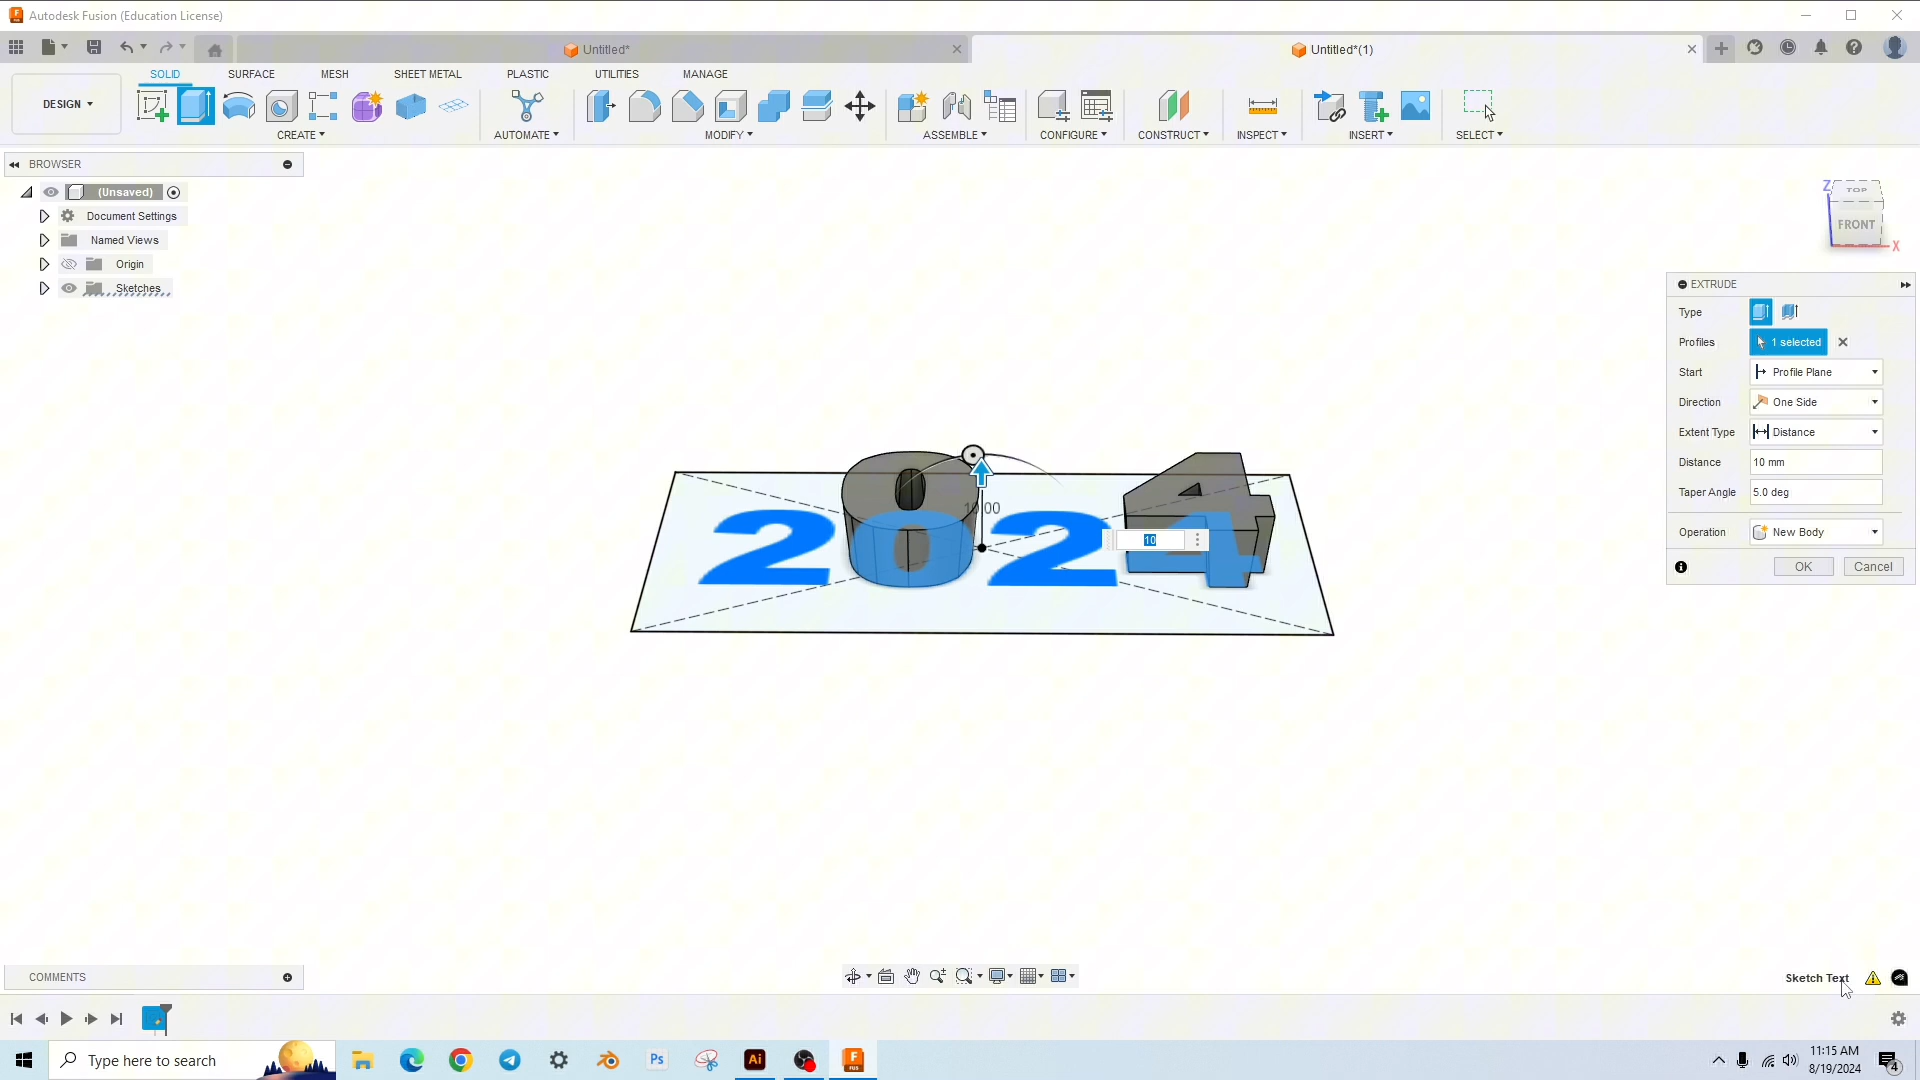 Autodesk Fusion (Education License)
Untitled*
Untitled*(1)
DESIGN
SOLID
SURFACE
MESH
SHEET METAL
PLASTIC
UTILITIES
MANAGE
CREATE
AUTOMATE
MODIFY
ASSEMBLE
CONFIGURE
CONSTRUCT
INSPECT
INSERT
SELECT
BROWSER
(Unsaved)
Document Settings
Named Views
Origin
Sketches
Z
TOP
FRONT
X
EXTRUDE
Type
Profiles
1 selected
Start
Profile Plane
Direction
One Side
Extent Type
Distance
Distance
10 mm
Taper Angle
5.0 deg
Operation
New Body
OK
Cancel
2024
10.00
10
COMMENTS
Sketch Text
Type here to search
Ps
Ai
F
FUS
11:15 AM
8/19/2024
4